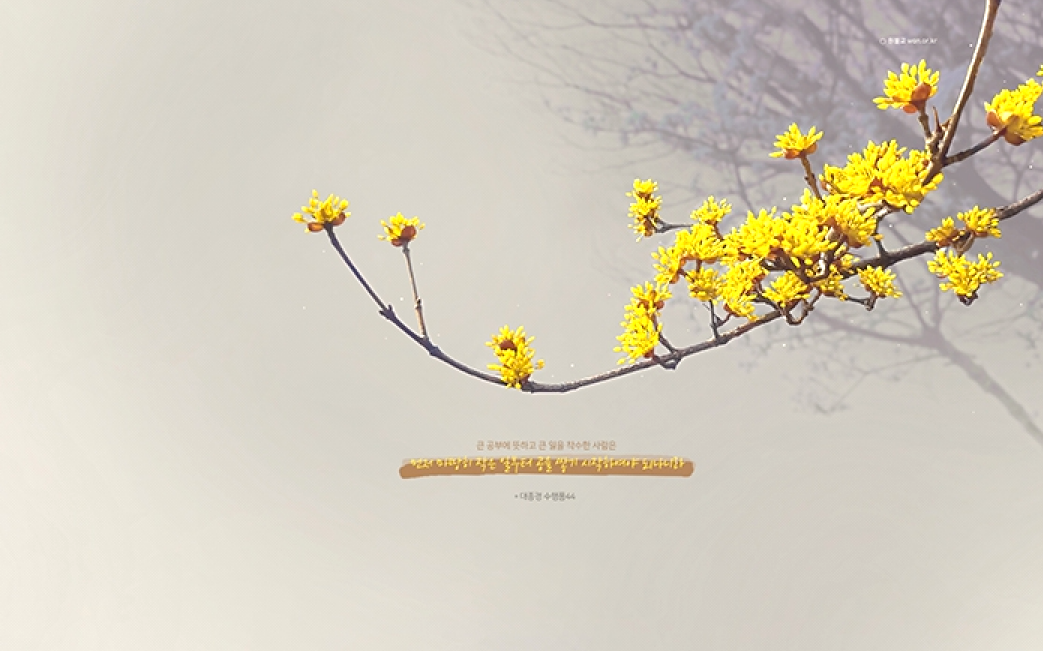 원불교 won.or.kr
큰 공부에 뜻하고 큰 일을 착수한 사람은
먼저 마땅히 작은 일부터 공을 쌓기 시작하여야 되나니라
- 대종경 수행품44